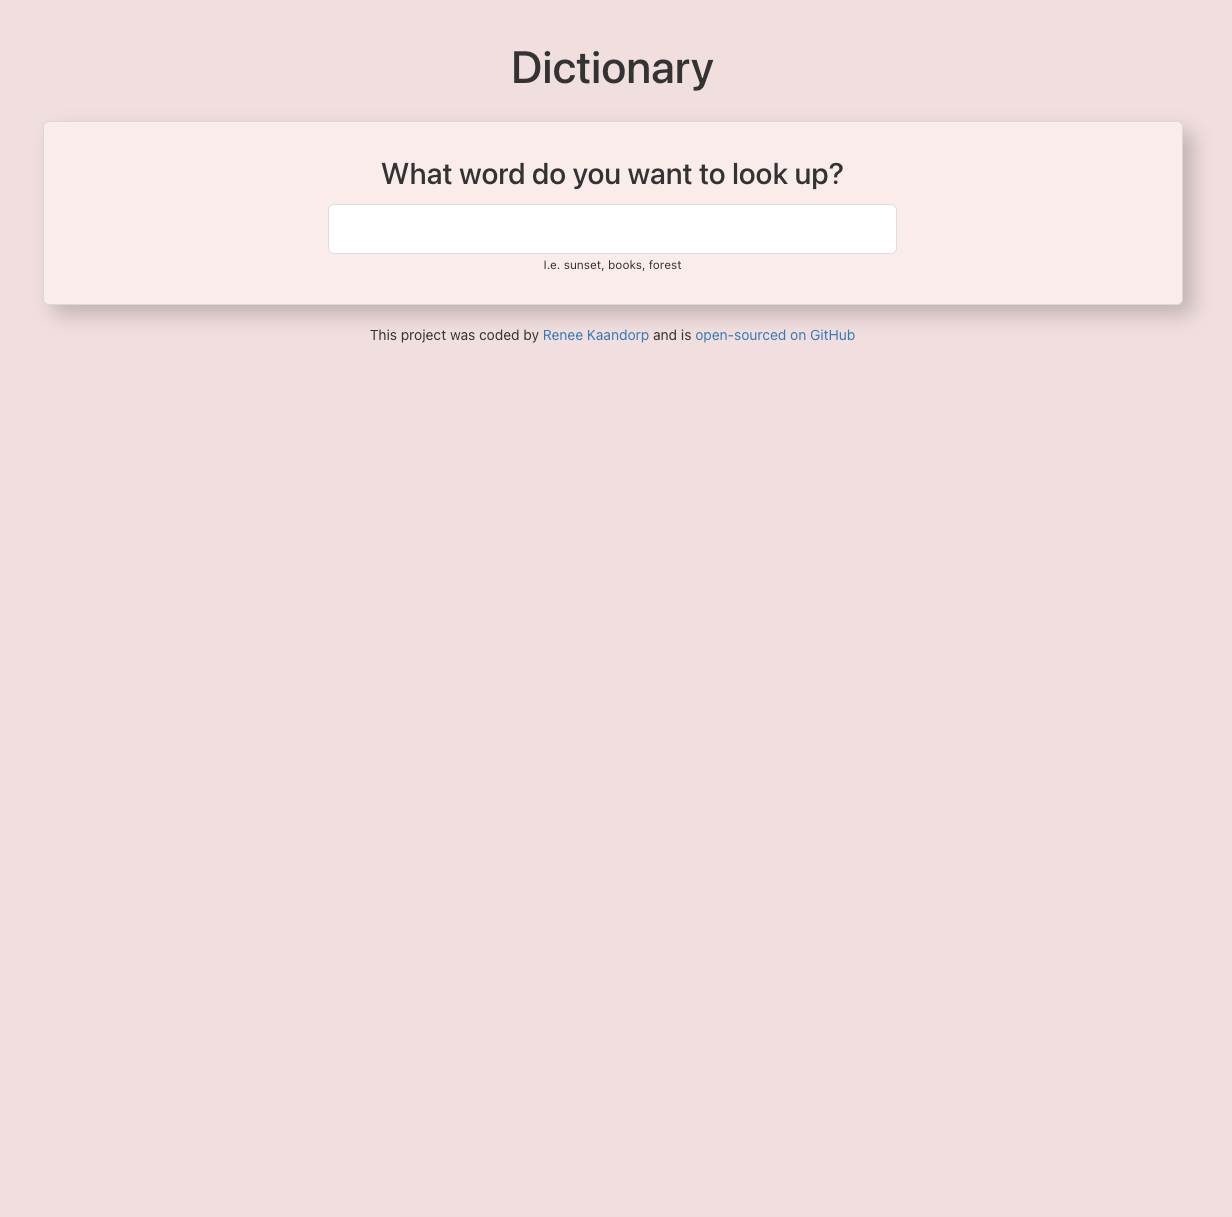 Dictionary
What word do you want to look up?
I.e. sunset, books, forest
This project was coded by Renee Kaandorp and is open-sourced on GitHub